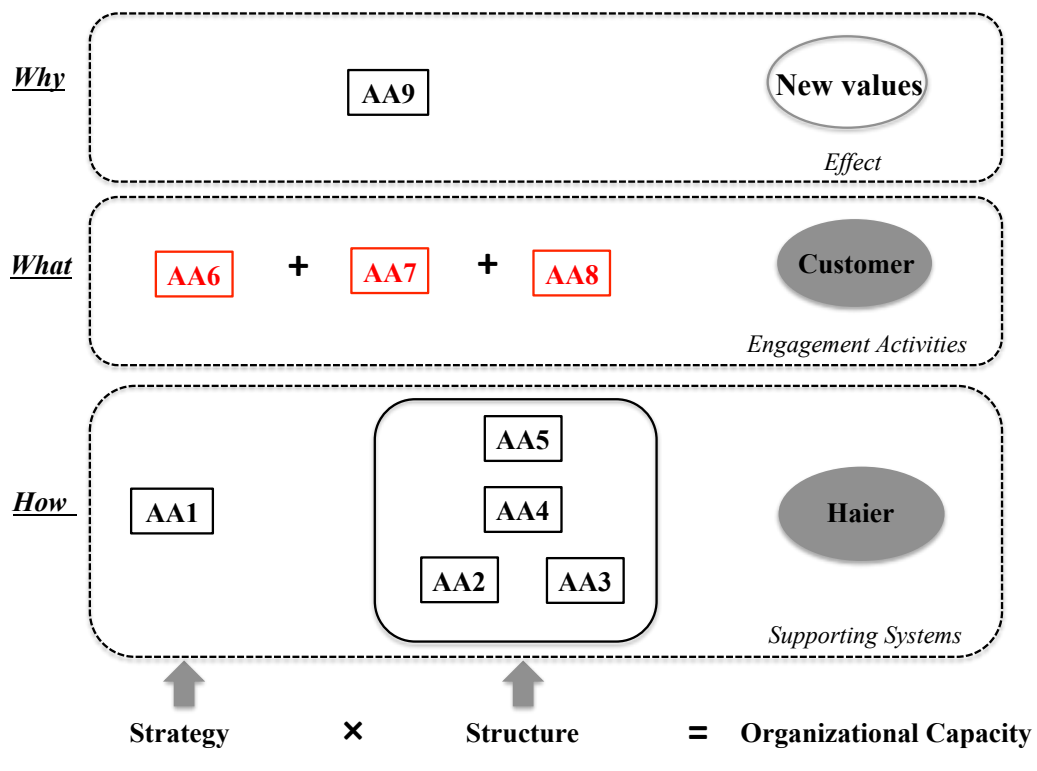 Why
AA9
New values
Effect
What
AA6 + AA7 + AA8
Customer
Engagement Activities
How
AA5
AA1
AA4
Haier
AA2
AA3
Supporting Systems
Strategy × Structure = Organizational Capacity